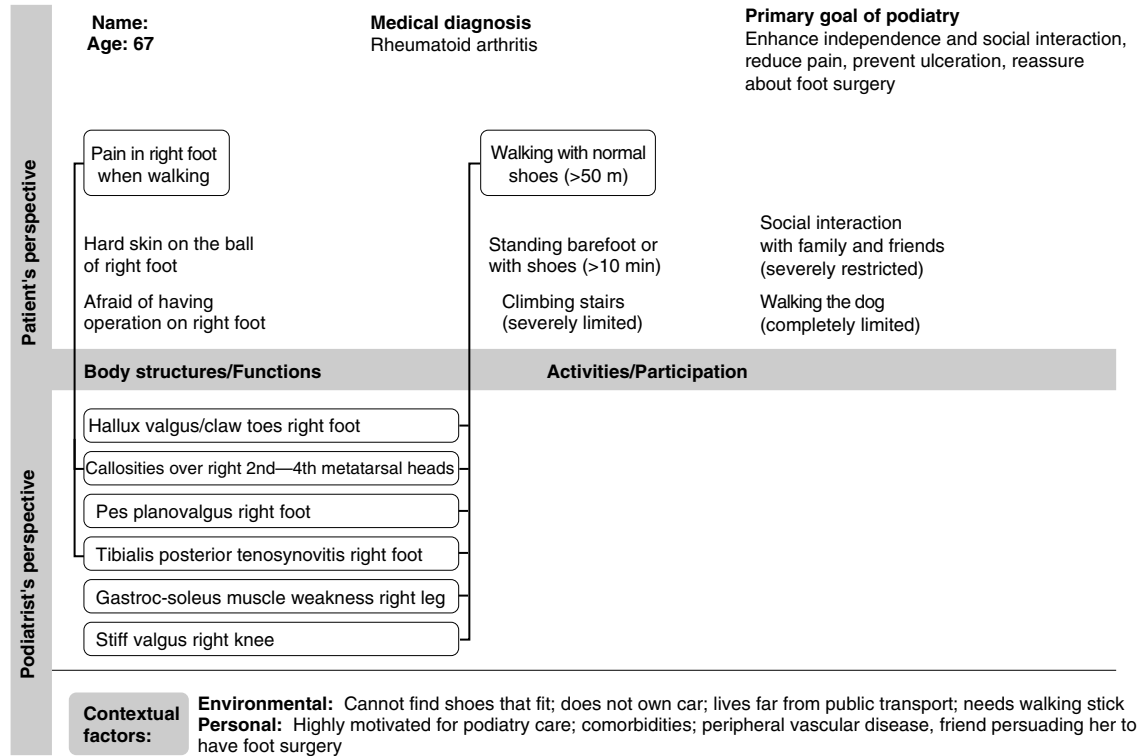 Name:
Age: 67
Medical diagnosis
Rheumatoid arthritis
Primary goal of podiatry
Enhance independence and social interaction,
reduce pain, prevent ulceration, reassure
about foot surgery
Patient's perspective
Pain in right foot
when walking
Walking with normal
shoes (>50 m)
Hard skin on the ball
of right foot
Standing barefoot or
with shoes (>10 min)
Social interaction
with family and friends
(severely restricted)
Afraid of having
operation on right foot
Climbing stairs
(severely limited)
Walking the dog
(completely limited)
Body structures/Functions
Activities/Participation
Podiatrist's perspective
Hallux valgus/claw toes right foot
Callosities over right 2nd—4th metatarsal heads
Pes planovalgus right foot
Tibialis posterior tenosynovitis right foot
Gastroc-soleus muscle weakness right leg
Stiff valgus right knee
Contextual
factors:
Environmental: Cannot find shoes that fit; does not own car; lives far from public transport; needs walking stick
Personal: Highly motivated for podiatry care; comorbidities; peripheral vascular disease, friend persuading her to
have foot surgery